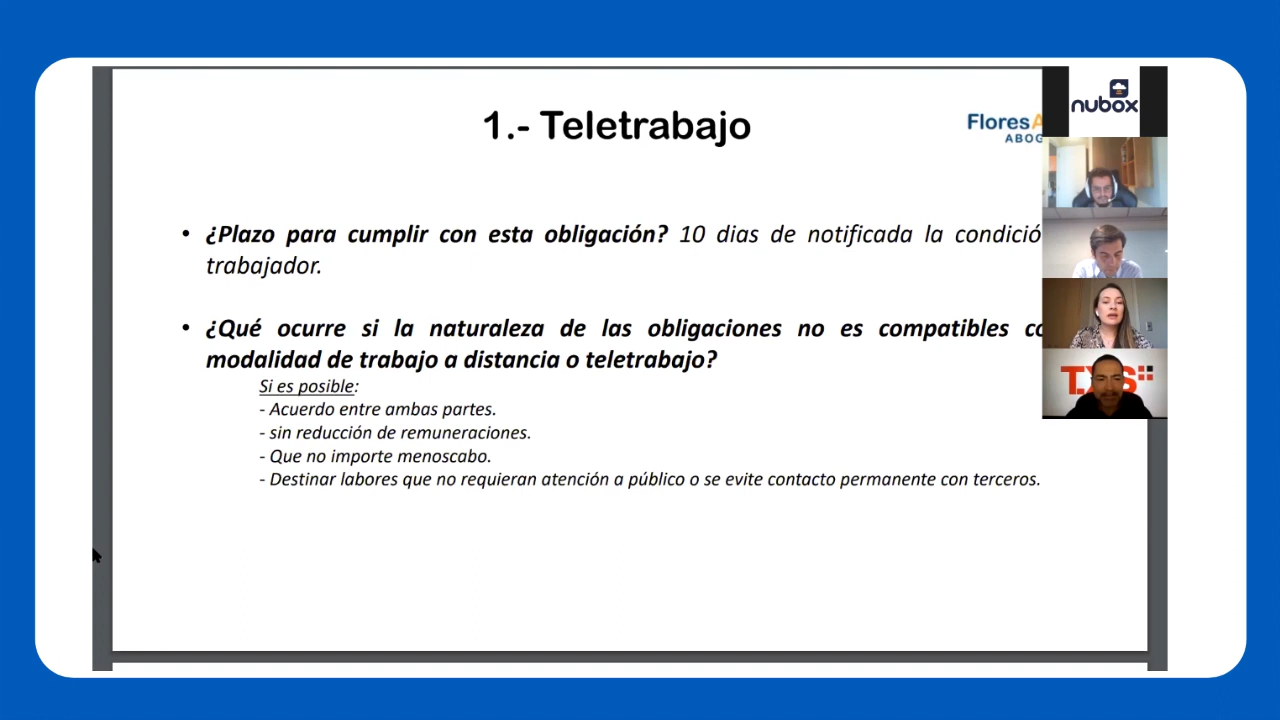 1.- Teletrabajo
Flores
ABOG
nubox
• ¿Plazo para cumplir con esta obligación? 10 dias de notificada la condició
trabajador.
• ¿Qué ocurre si la naturaleza de las obligaciones no es compatibles co
modalidad de trabajo a distancia o teletrabajo?
Si es posible:
- Acuerdo entre ambas partes.
- sin reducción de remuneraciones.
- Que no importe menoscabo.
- Destinar labores que no requieran atención a público o se evite contacto permanente con terceros.